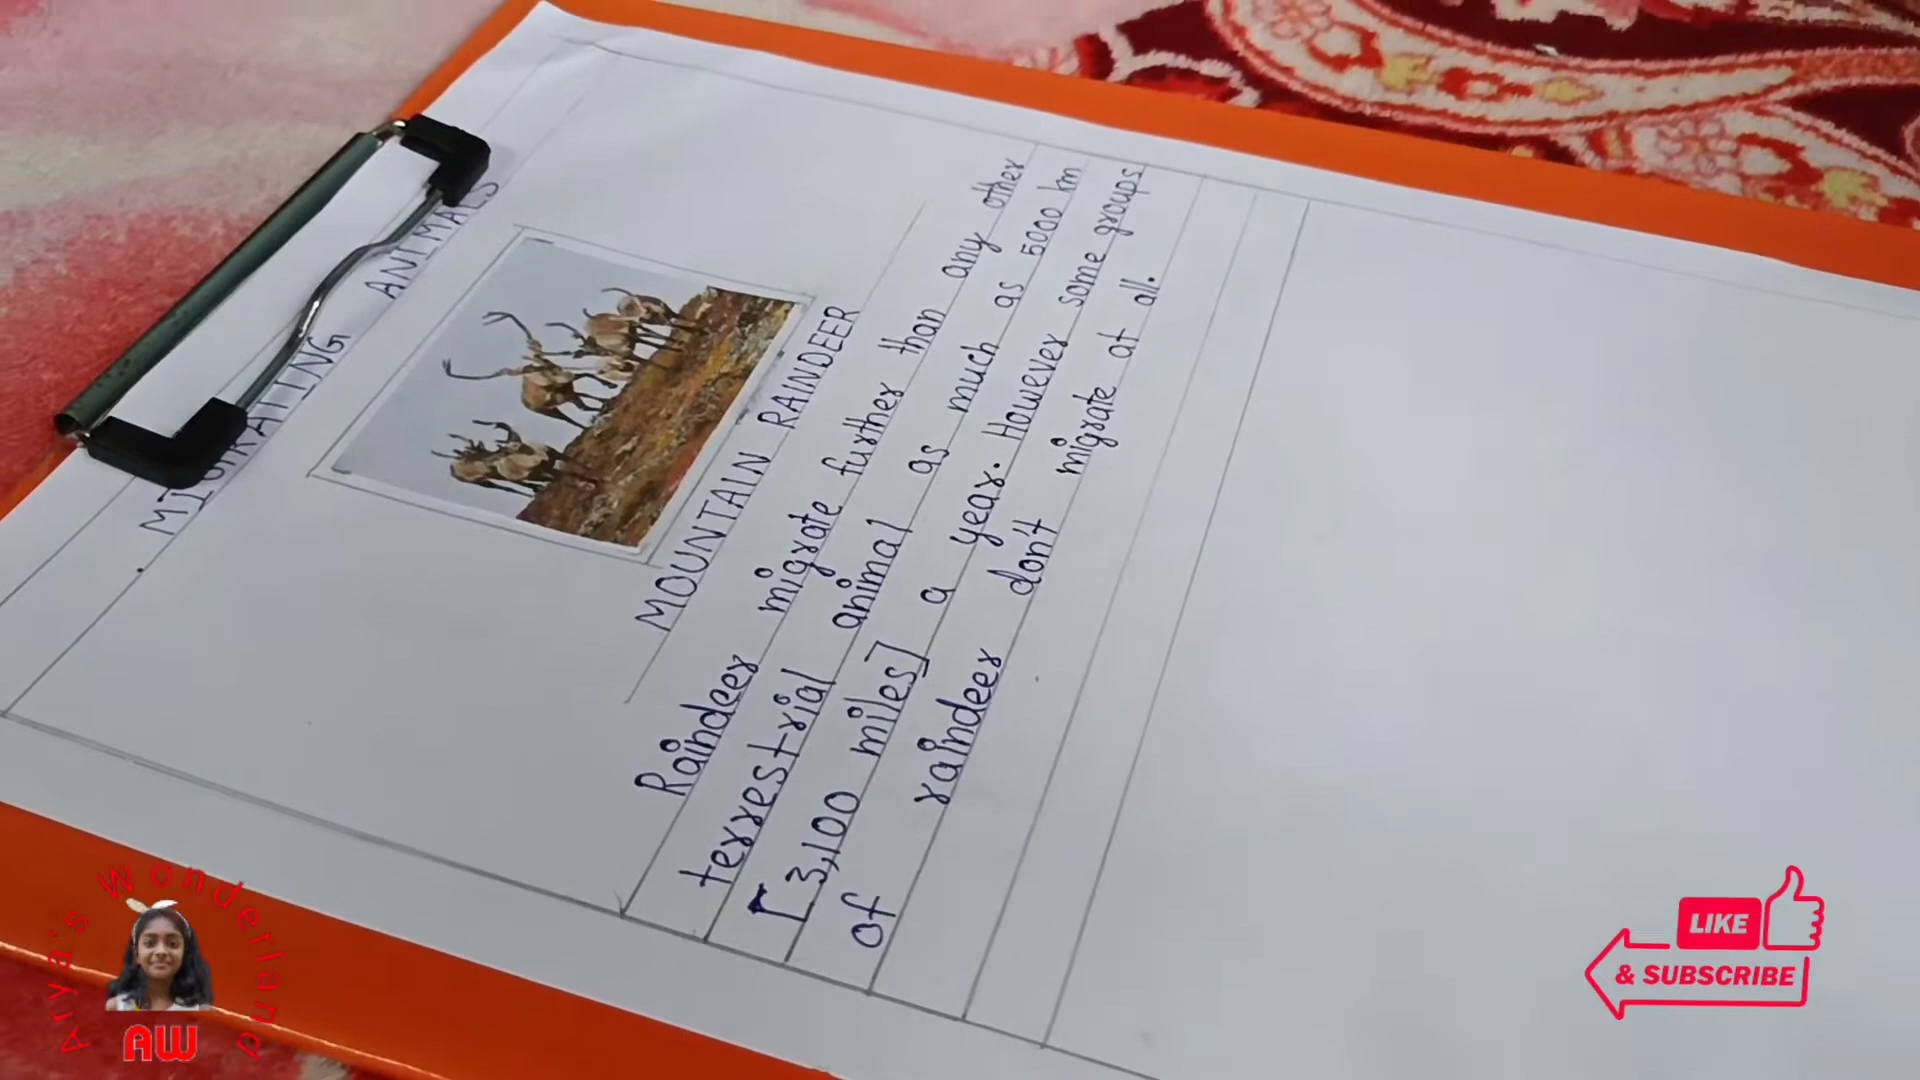 MIGRATING ANIMALS
MOUNTAIN RAINDEER
Raindeer migrate further than any other
terrestrial animal as much as 5000 km
[3,100 miles] a year. However some groups
of raindeer don't migrate at all.
Arya's Wonderland
AW
LIKE
& SUBSCRIBE